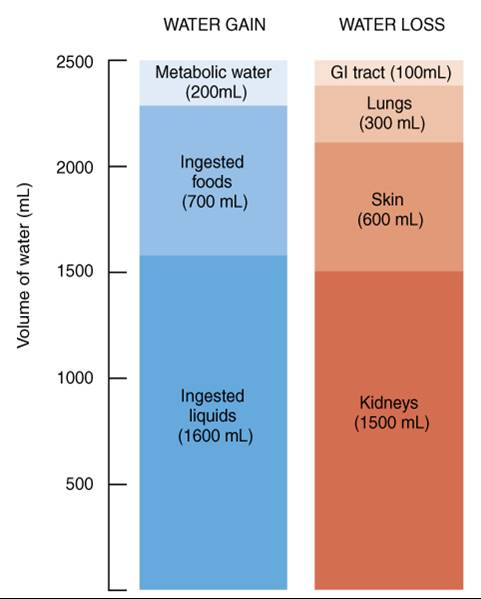 WATER GAIN
WATER LOSS
Volume of water (mL)
2500
2000
1500
1000
500
Metabolic water
(200mL)
Ingested
foods
(700 mL)
Ingested
liquids
(1600 mL)
GI tract (100mL)
Lungs
(300 mL)
Skin
(600 mL)
Kidneys
(1500 mL)